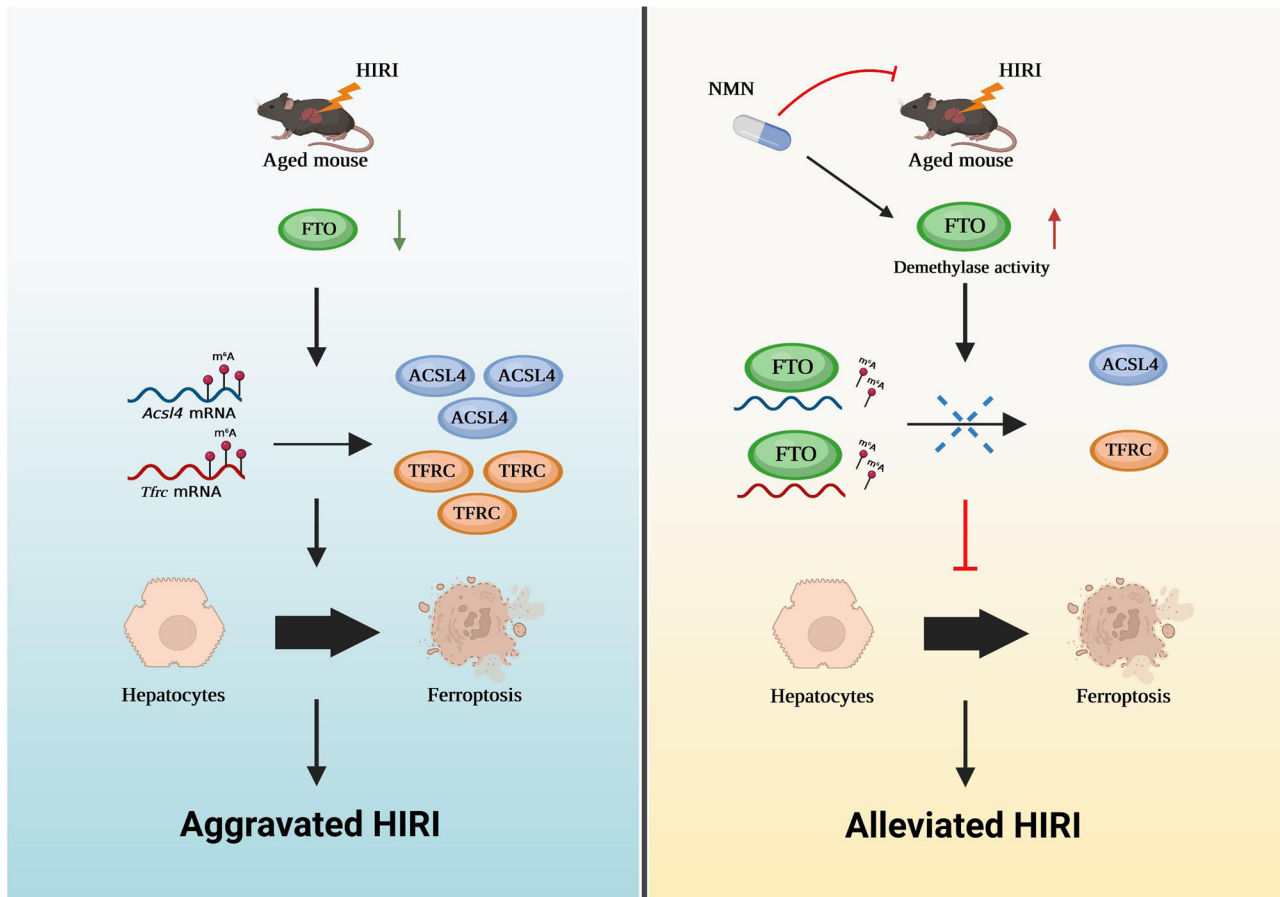 HIRI
Aged mouse
FTO
m⁶A
Acsl4 mRNA
m⁶A
Tfrc mRNA
ACSL4
ACSL4
ACSL4
TFRC
TFRC
TFRC
Hepatocytes
Ferroptosis
Aggravated HIRI
NMN
HIRI
Aged mouse
FTO
Demethylase activity
FTO
m⁶A
m⁶A
FTO
m⁶A
m⁶A
ACSL4
TFRC
Hepatocytes
Ferroptosis
Alleviated HIRI